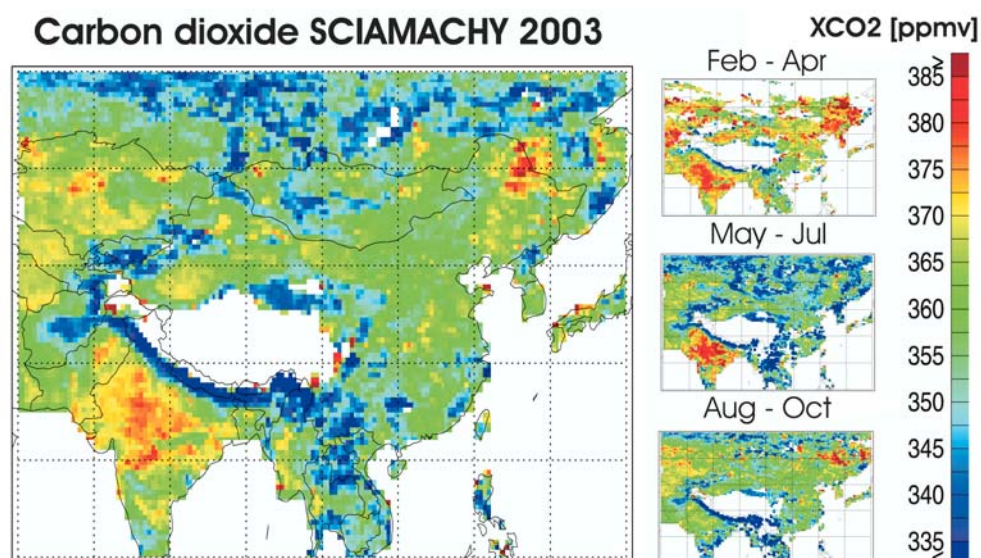 Carbon dioxide SCIAMACHY 2003
XCO2 [ppmv]
Feb - Apr
May - Jul
Aug - Oct
≥
385
380
375
370
365
360
355
350
345
340
335